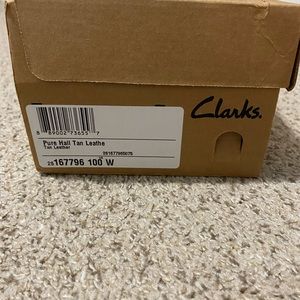 Clarks.
8 89002 73655 7
Pure Hall Tan Leathe
Tan Leather
26167796 100 W